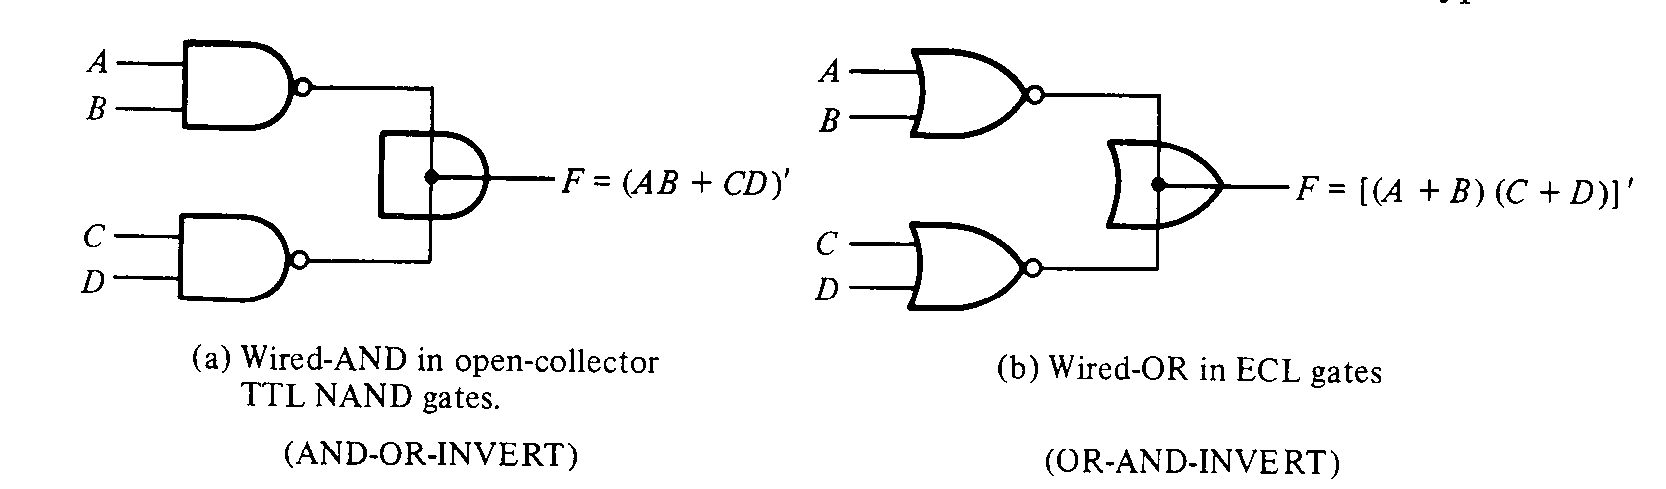 A
B
C
D
F = (AB + CD)'
(a) Wired-AND in open-collector
TTL NAND gates.
(AND-OR-INVERT)
A
B
C
D
F = [(A + B) (C + D)]'
(b) Wired-OR in ECL gates
(OR-AND-INVERT)